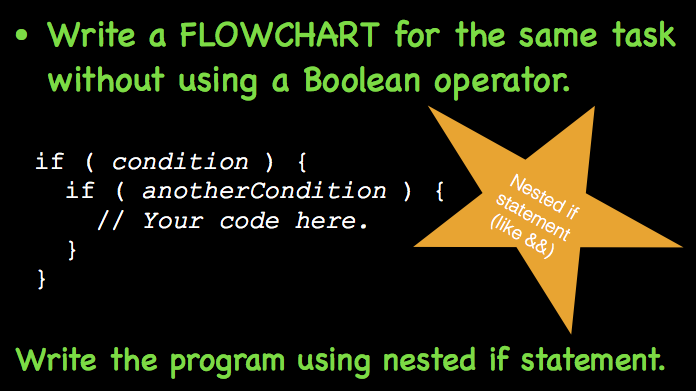 • Write a FLOWCHART for the same task
without using a Boolean operator.
if ( condition ) {
if ( anotherCondition ) {
// Your code here.
}
}
Nested if
statement
(like &&)
Write the program using nested if statement.